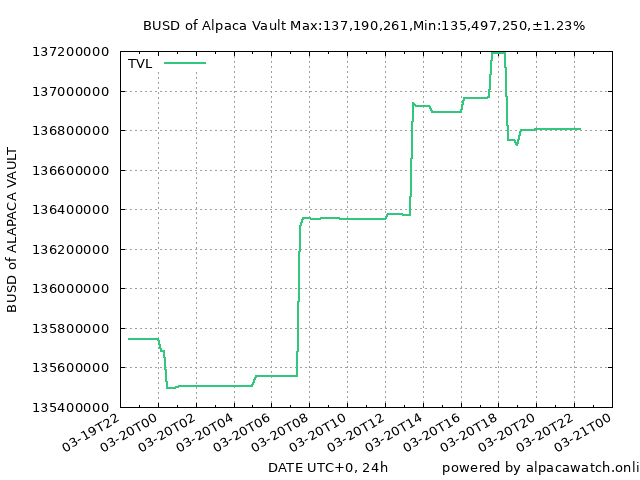 BUSD of Alpaca Vault Max:137,190,261,Min:135,497,250,±1.23%
TVL
137200000
137000000
136800000
136600000
136400000
136200000
136000000
135800000
135600000
135400000
BUSD of ALAPACA VAULT
03-19T22
03-20T00
03-20T02
03-20T04
03-20T06
03-20T08
03-20T10
03-20T12
03-20T14
03-20T16
03-20T18
03-20T20
03-20T22
03-21T00
DATE UTC+0, 24h
powered by alpacawatch.onli